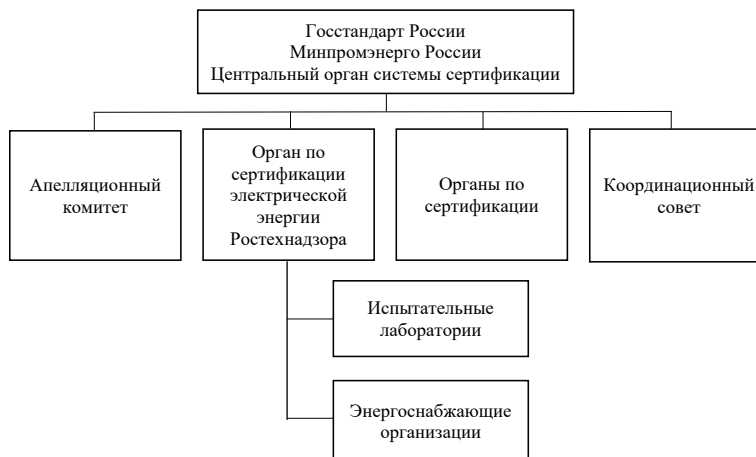 Госстандарт России
Минпромэнерго России
Центральный орган системы сертификации
Апелляционный
комитет
Орган по
сертификации
электрической
энергии
Ростехнадзора
Органы по
сертификации
Координационный
совет
Испытательные
лаборатории
Энергоснабжающие
организации